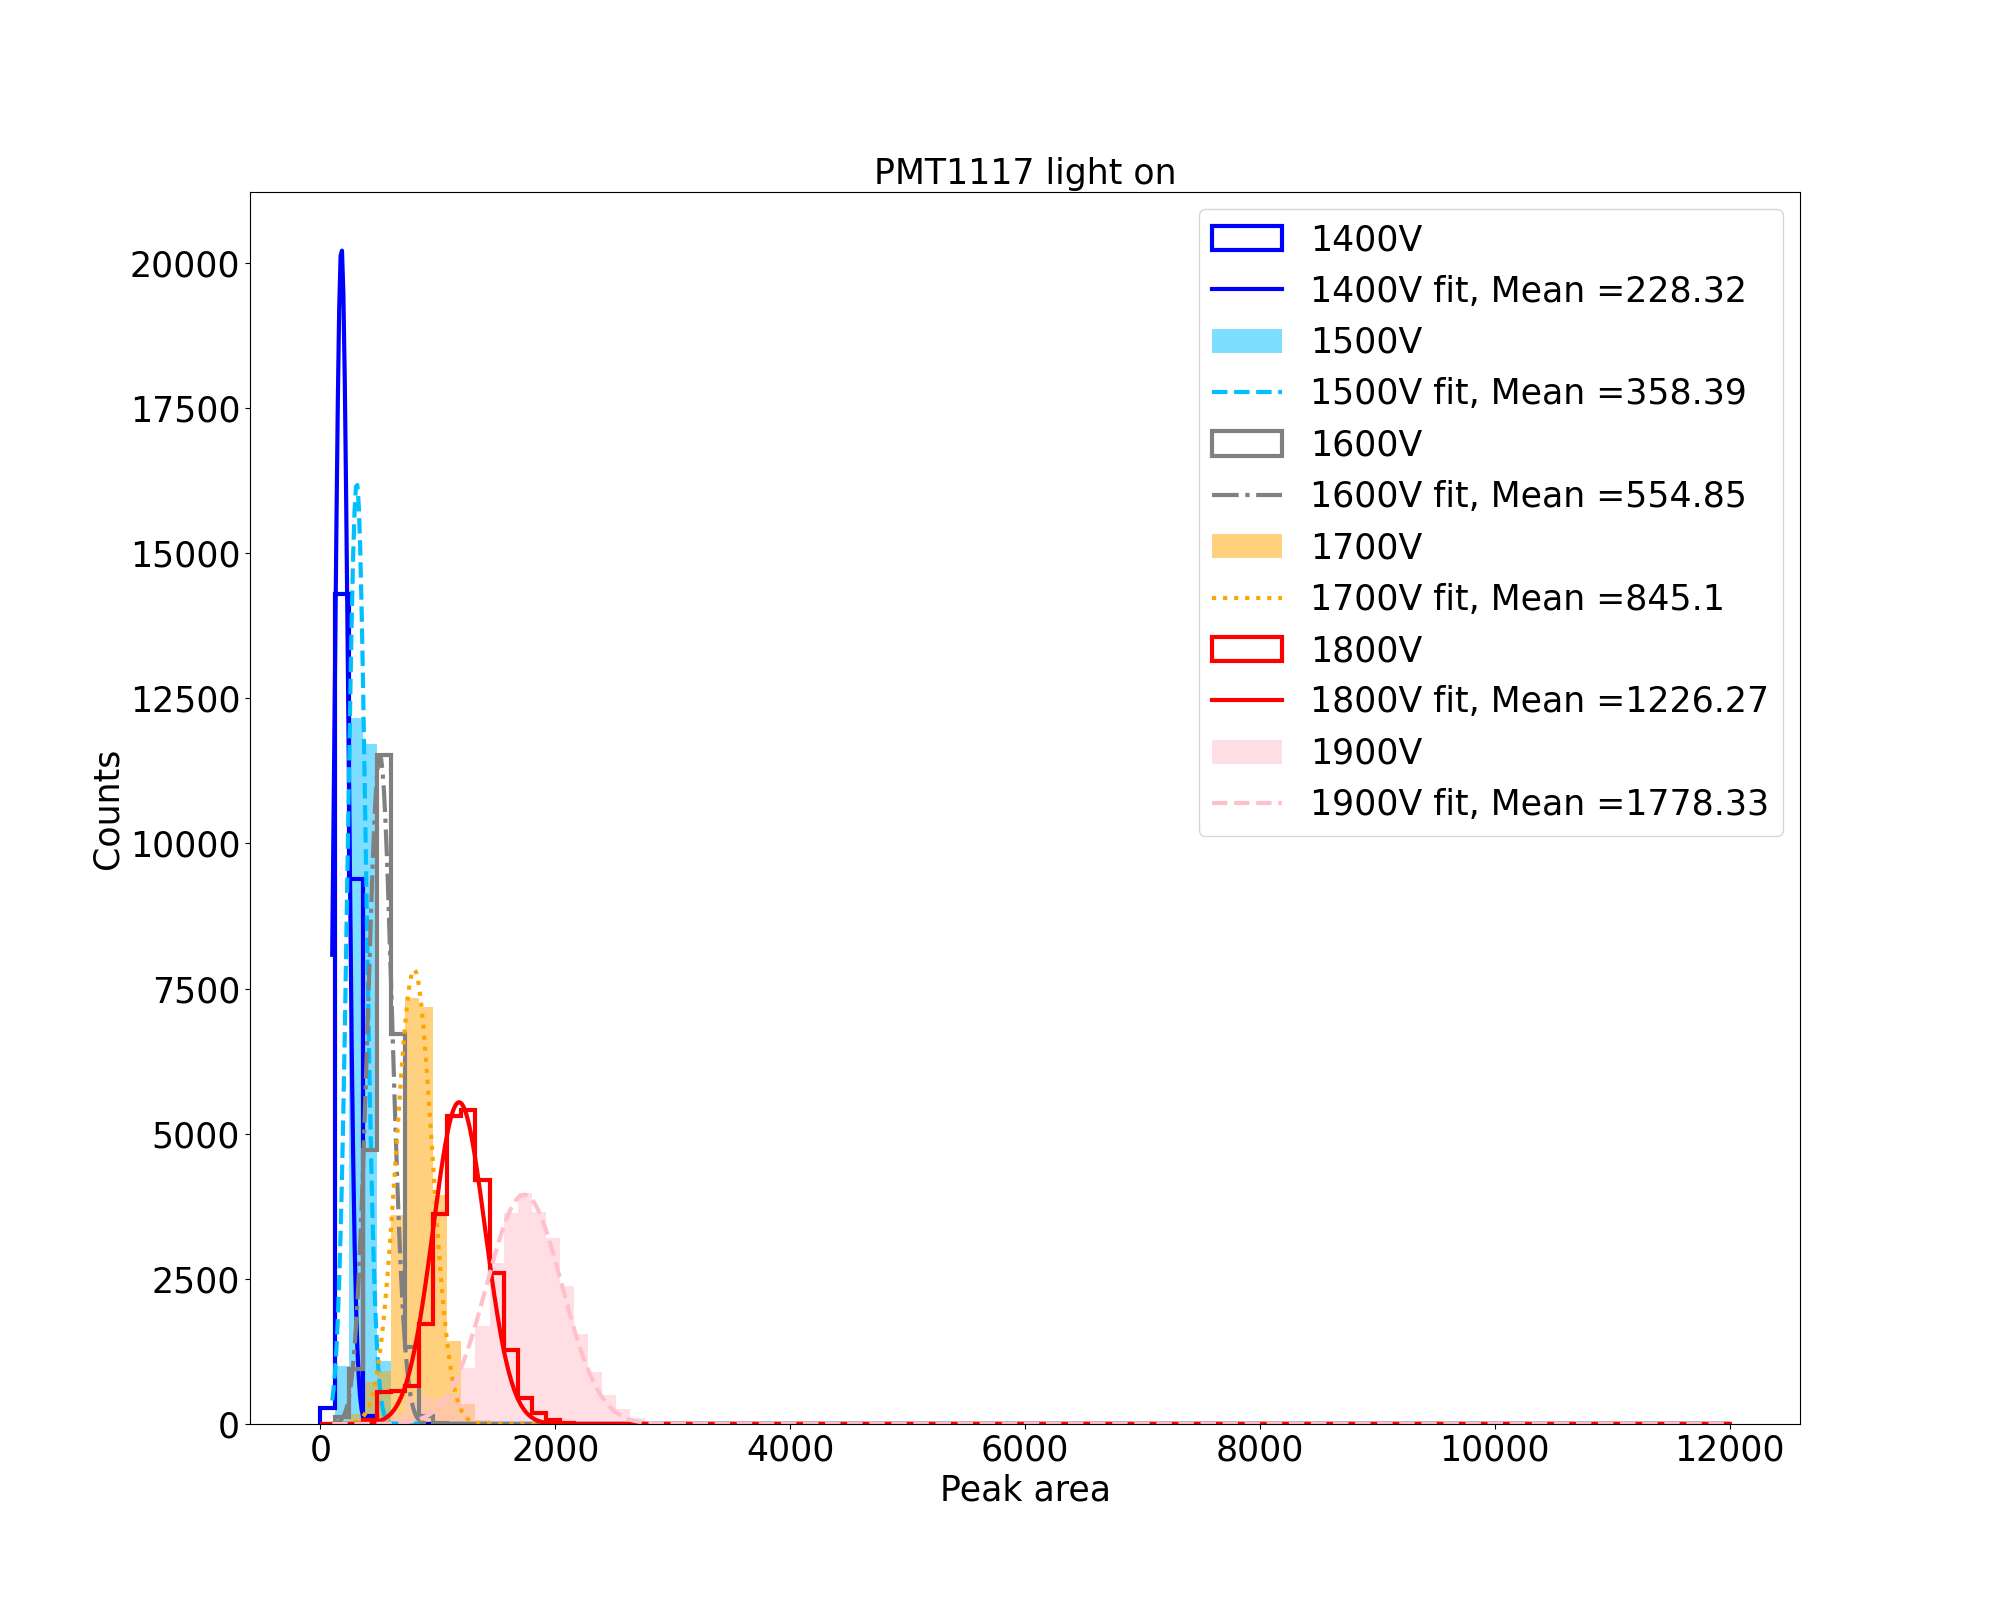 PMT1117 light on
1400V
1400V fit, Mean =228.32
1500V
1500V fit, Mean =358.39
1600V
1600V fit, Mean =554.85
1700V
1700V fit, Mean =845.1
1800V
1800V fit, Mean =1226.27
1900V
1900V fit, Mean =1778.33
Counts
20000
17500
15000
12500
10000
7500
5000
2500
0
0 2000 4000 6000 8000 10000 12000
Peak area